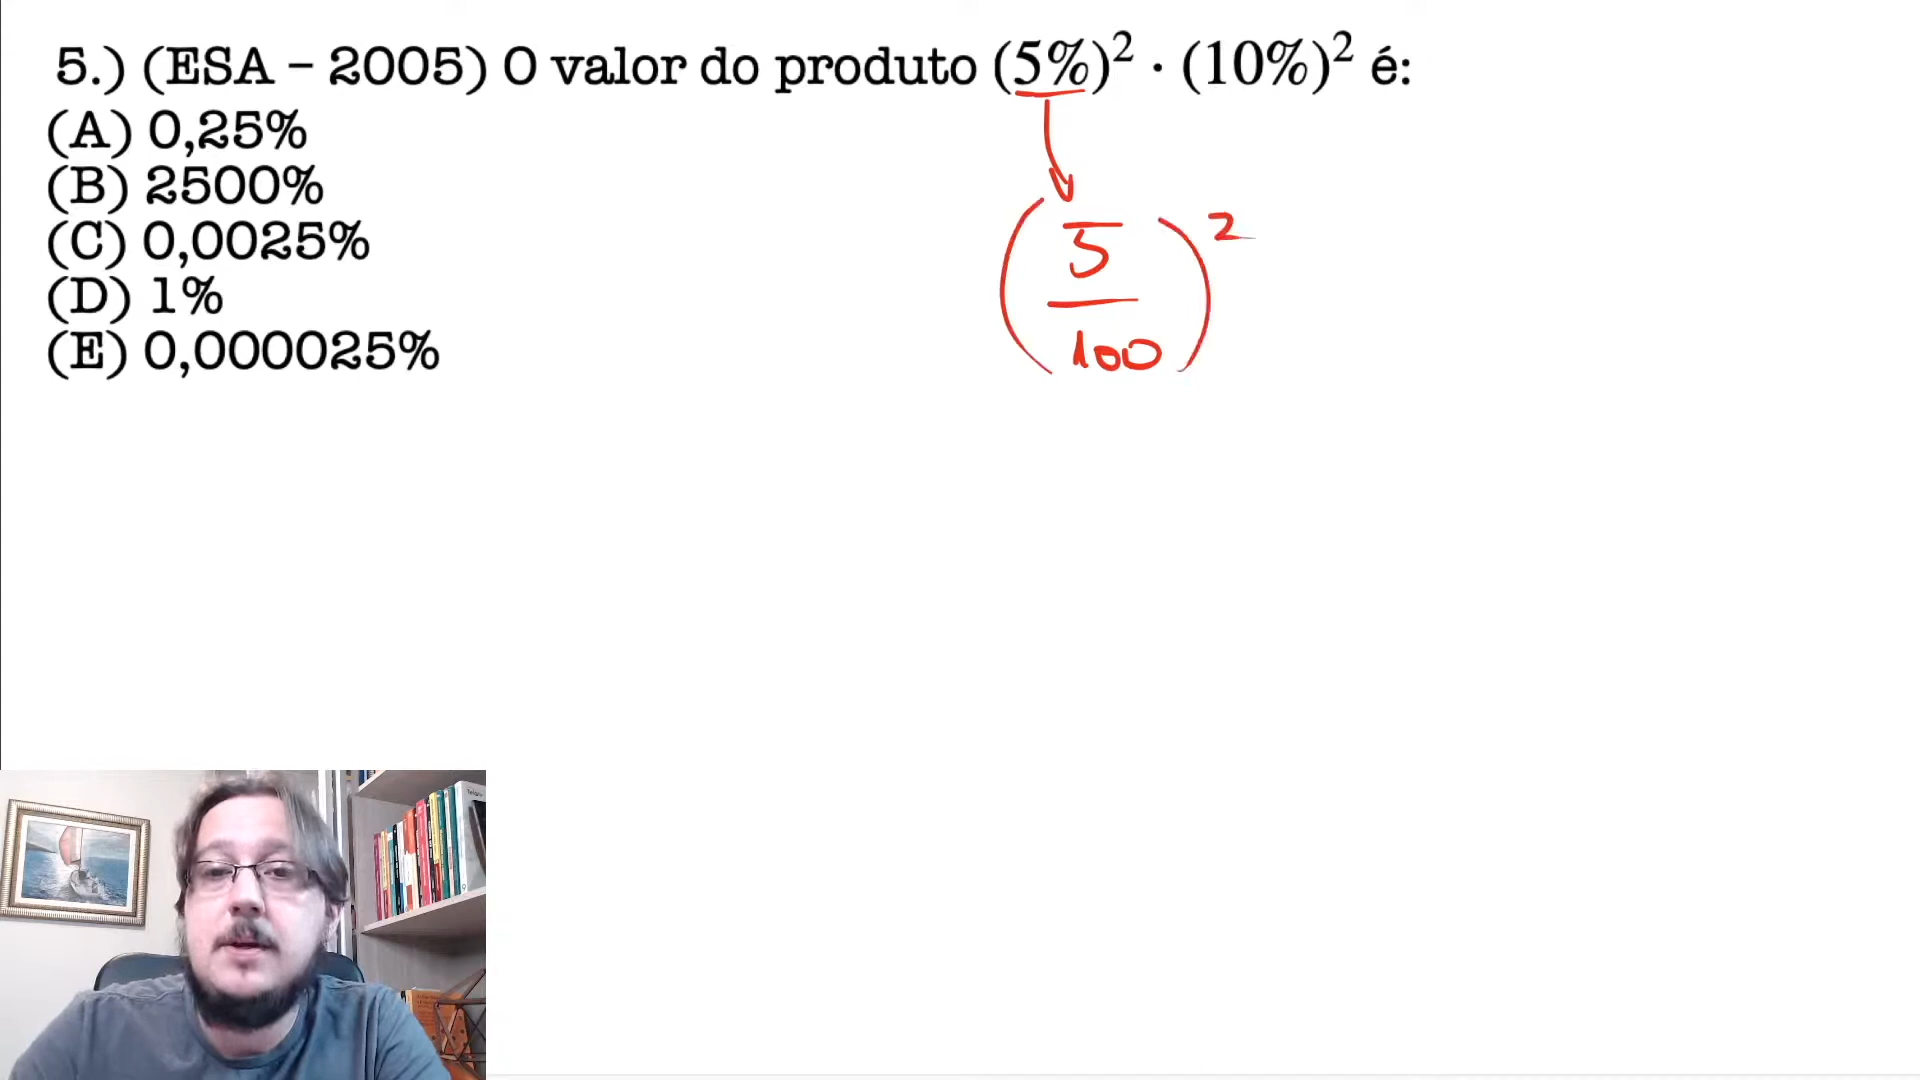 5.) (ESA – 2005) O valor do produto (5%)² · (10%)² é:
(A) 0,25%
(B) 2500%
(C) 0,0025%
(D) 1%
(E) 0,000025%
(5/100)²